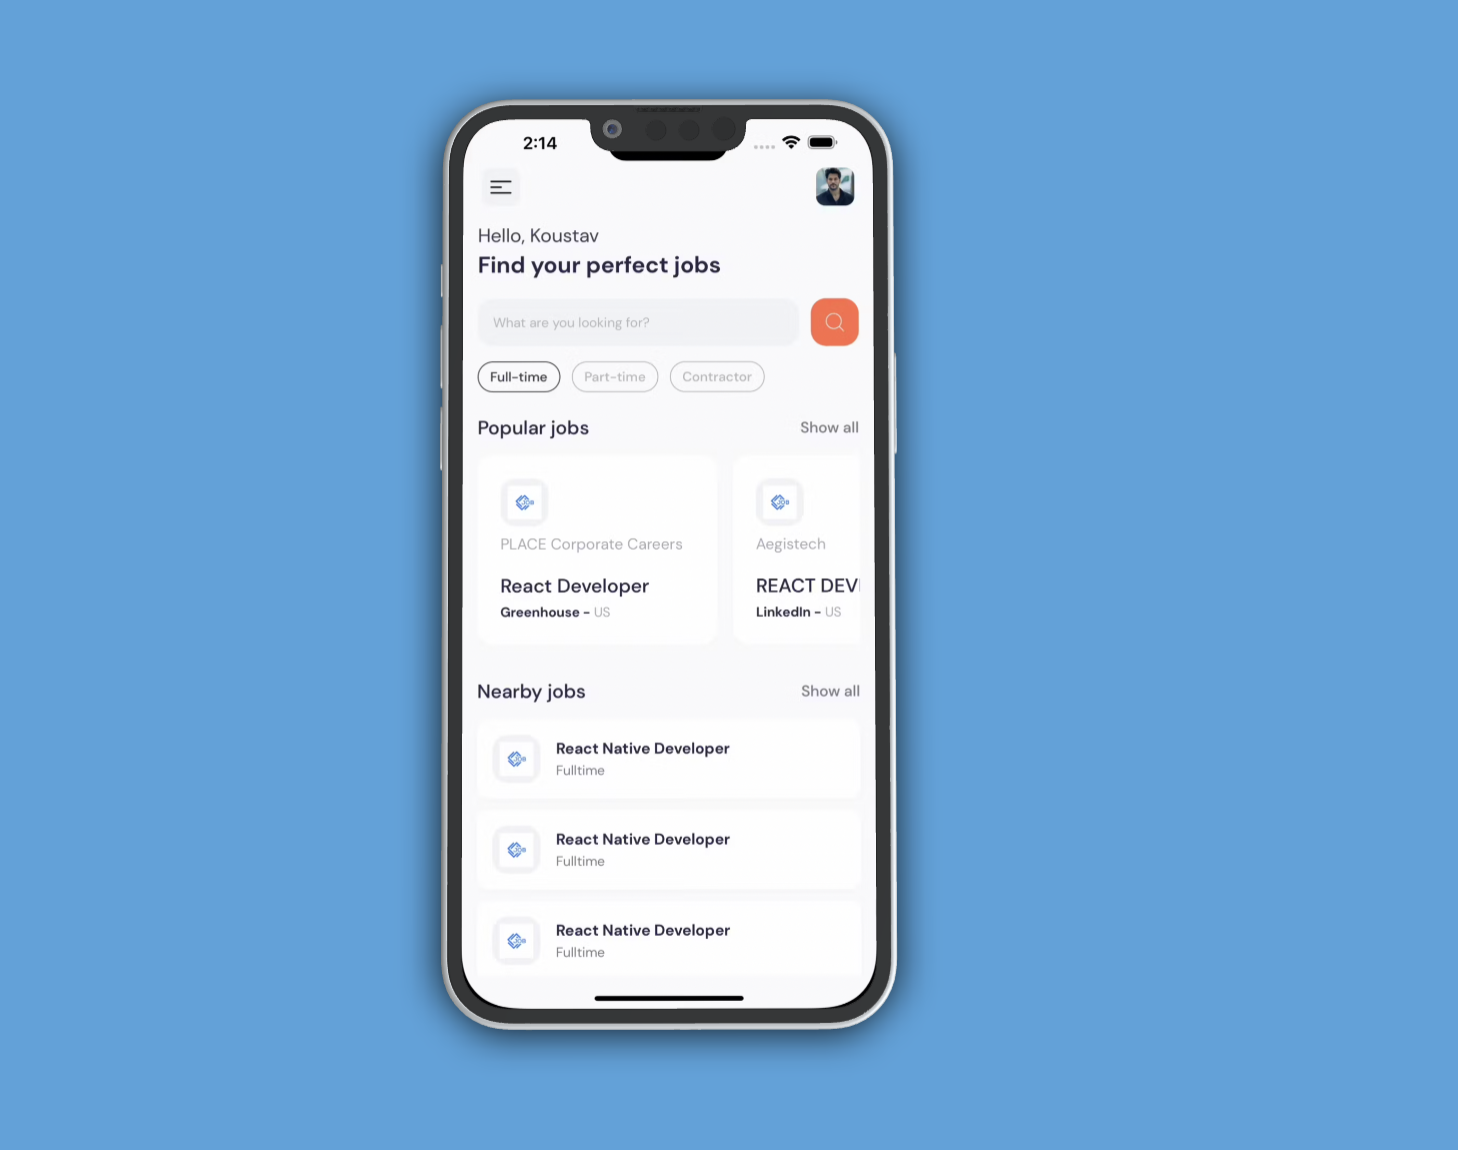 2:14
Hello, Koustav
Find your perfect jobs
What are you looking for?
Full-time Part-time Contractor
Popular jobs Show all
PLACE Corporate Careers
React Developer
Greenhouse - US
Aegistech
REACT DEV
LinkedIn - US
Nearby jobs Show all
React Native Developer
Fulltime
React Native Developer
Fulltime
React Native Developer
Fulltime